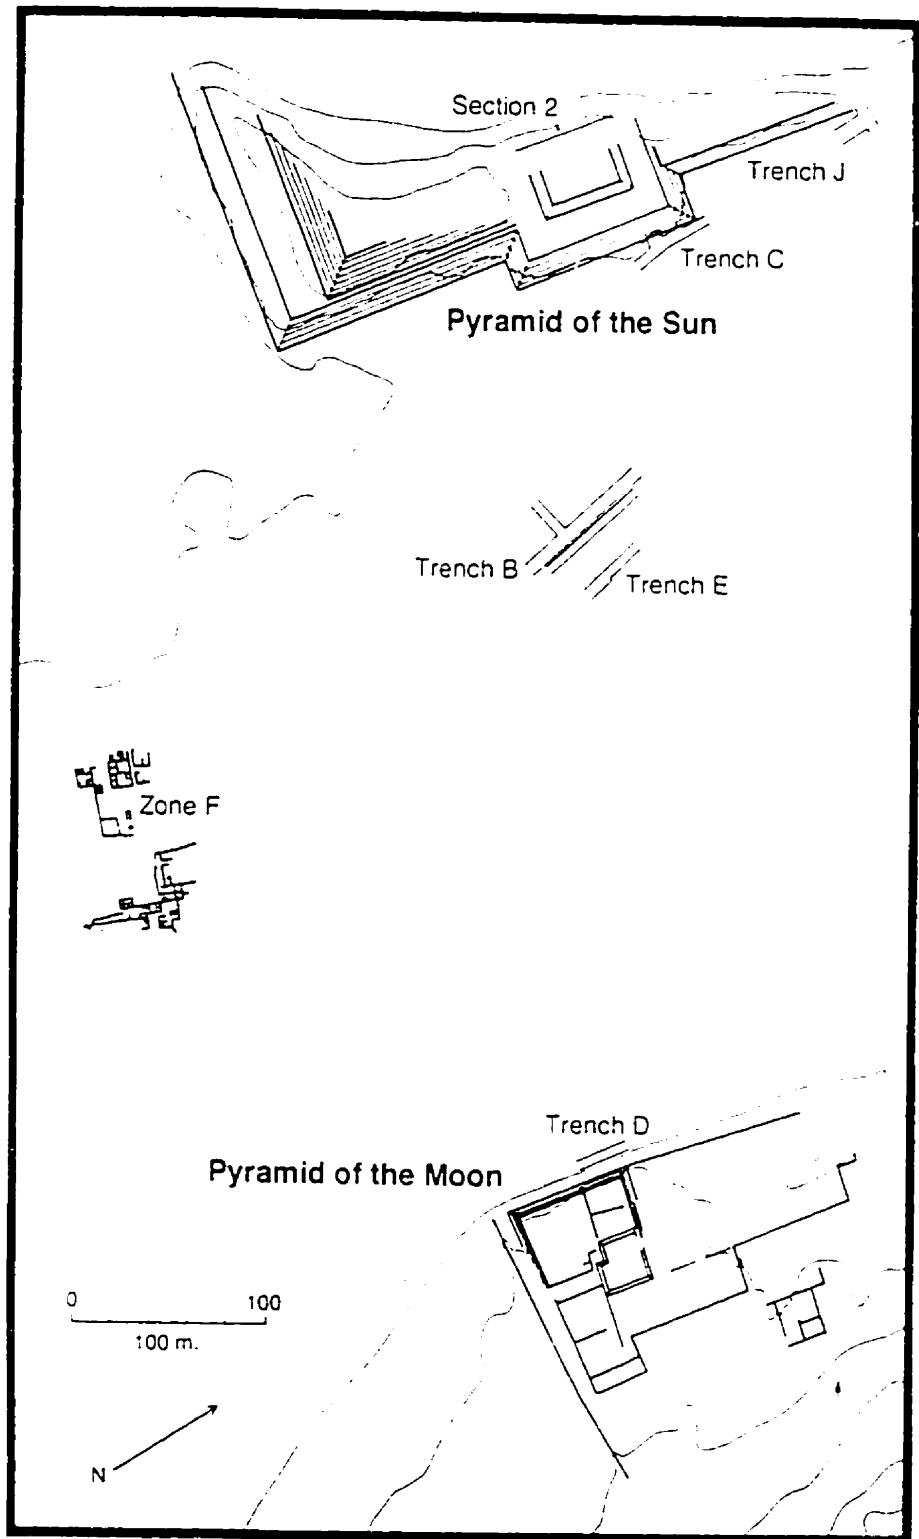 Section 2
Trench J
Trench C
Pyramid of the Sun
Trench B
Trench E
Zone F
Trench D
Pyramid of the Moon
0 100
100 m.
N